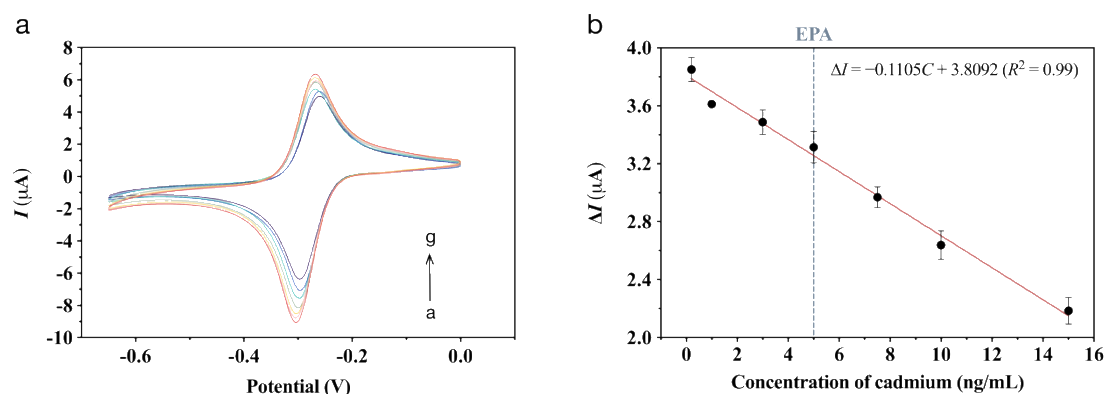 a
I (μA)
8
6
4
2
0
-2
-4
-6
-8
-10
g
a
-0.6
-0.4
-0.2
0.0
Potential (V)
b
EPA
ΔI = −0.1105C + 3.8092 (R² = 0.99)
ΔI (μA)
4.0
3.6
3.2
2.8
2.4
2.0
0
2
4
6
8
10
12
14
16
Concentration of cadmium (ng/mL)